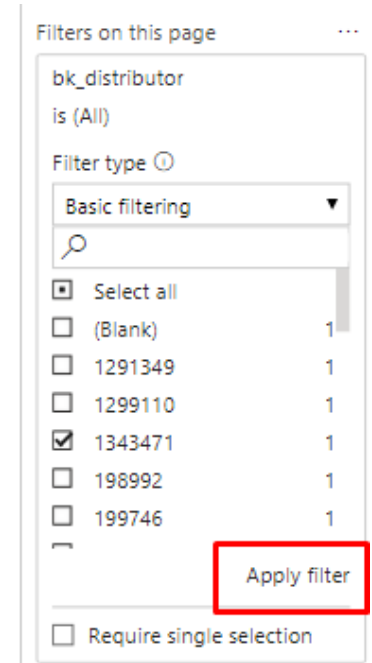 Filters on this page ...
bk_distributor
is (All)
Filter type
Basic filtering
Select all
(Blank) 1
1291349 1
1299110 1
1343471 1
198992 1
199746 1
Apply filter
Require single selection